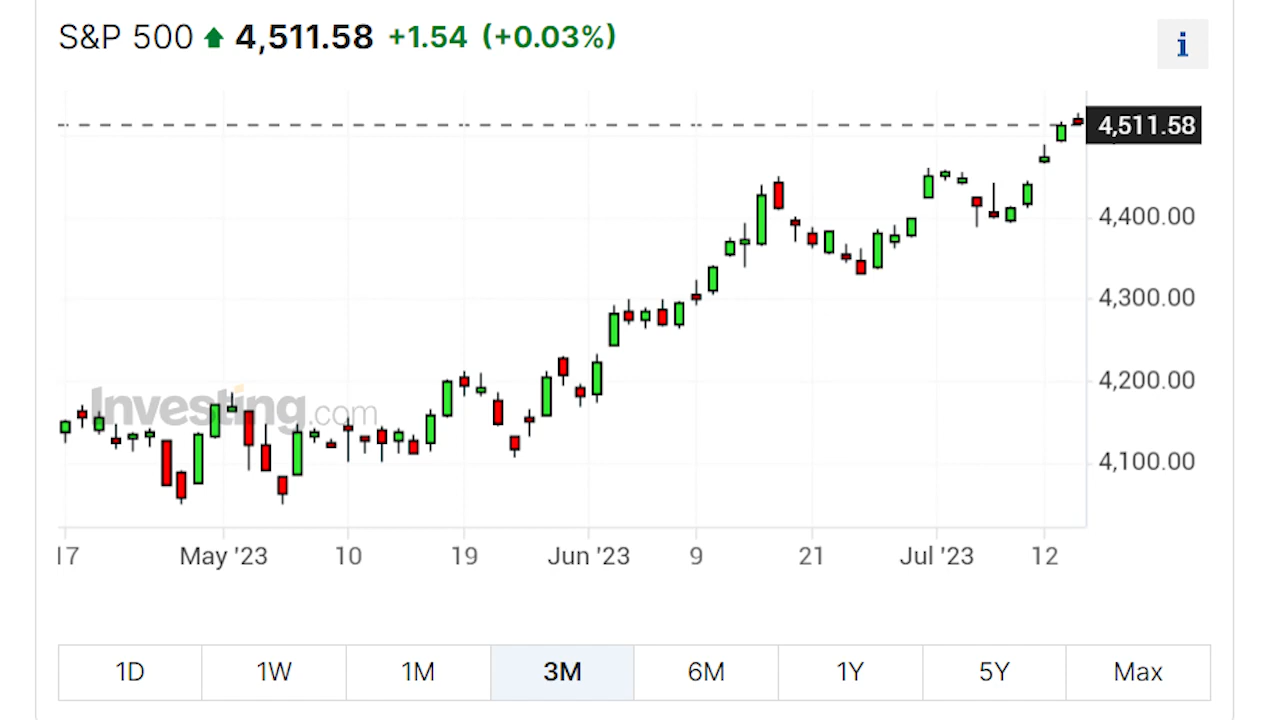 S&P 500 4,511.58 +1.54 (+0.03%) i
4,511.58
4,400.00
4,300.00
4,200.00
Investing.com
4,100.00
17 May '23 10 19 Jun '23 9 21 Jul '23 12
1D 1W 1M 3M 6M 1Y 5Y Max